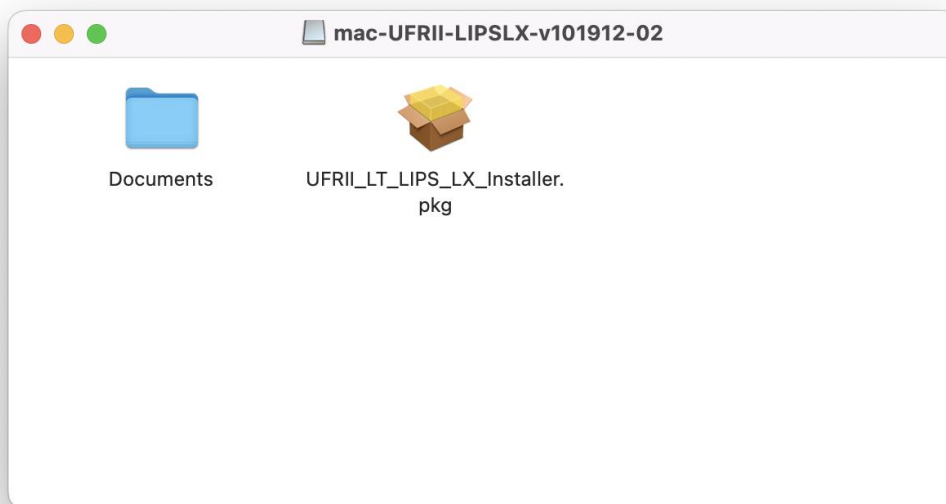 mac-UFRII-LIPSLX-v101912-02
Documents
UFRII_LT_LIPS_LX_Installer.
pkg